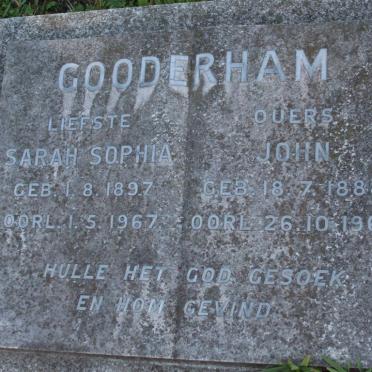 GOODERHAM
LIEFSTE OUERS
SARAH SOPHIA JOHN
GEB. 1.8.1897 GEB. 18.7.188
OORL. 1.5.1967. OORL. 26.10.19
HULLE HET GOD GESOEK
EN HOM GEVIND.